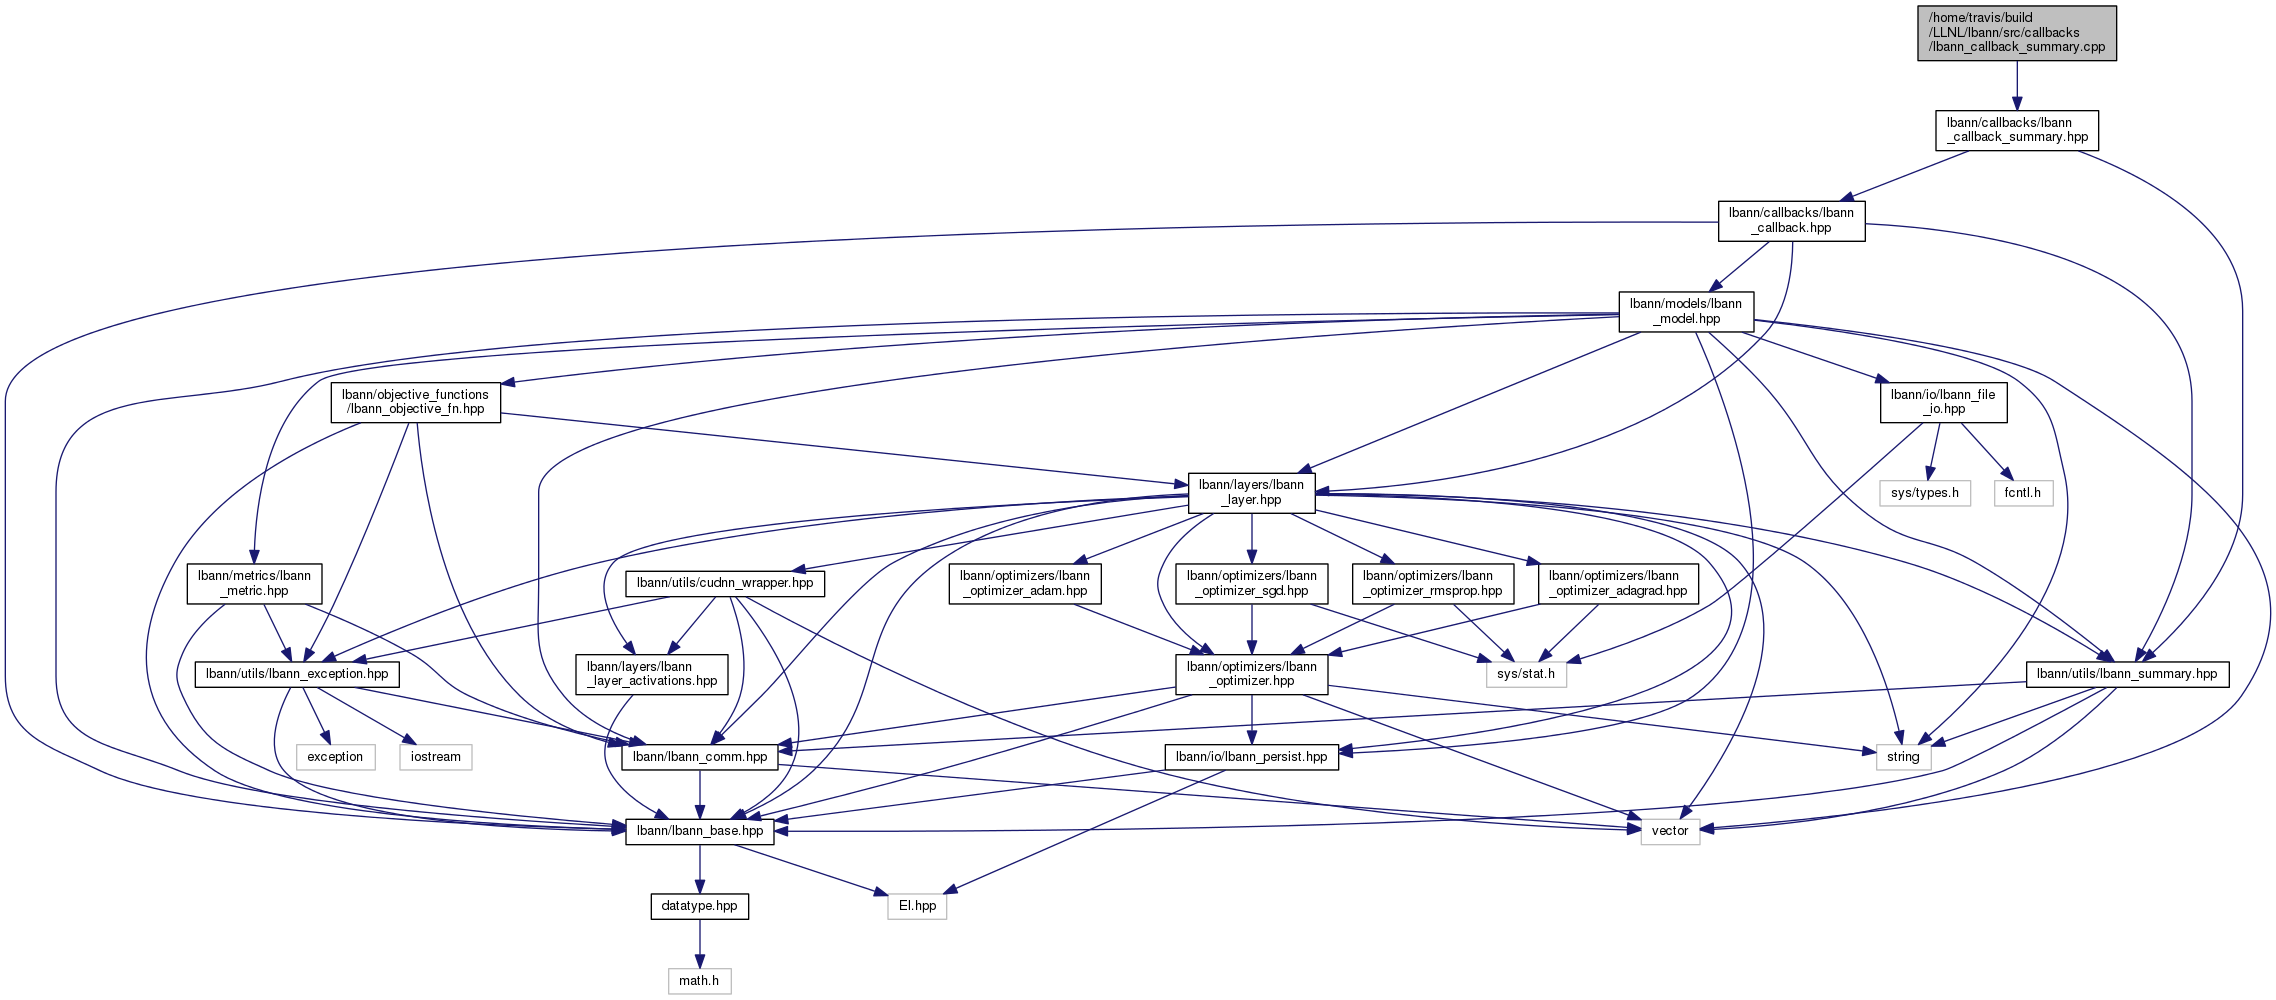 /home/travis/build
/LLNL/lbann/src/callbacks
/lbann_callback_summary.cpp
lbann/callbacks/lbann
_callback_summary.hpp
lbann/callbacks/lbann
_callback.hpp
lbann/models/lbann
_model.hpp
lbann/objective_functions
/lbann_objective_fn.hpp
lbann/io/lbann_file
_io.hpp
lbann/layers/lbann
_layer.hpp
sys/types.h
fcntl.h
lbann/metrics/lbann
_metric.hpp
lbann/utils/cudnn_wrapper.hpp
lbann/optimizers/lbann
_optimizer_adam.hpp
lbann/optimizers/lbann
_optimizer_sgd.hpp
lbann/optimizers/lbann
_optimizer_rmsprop.hpp
lbann/optimizers/lbann
_optimizer_adagrad.hpp
lbann/utils/lbann_exception.hpp
lbann/layers/lbann
_layer_activations.hpp
lbann/optimizers/lbann
_optimizer.hpp
sys/stat.h
lbann/utils/lbann_summary.hpp
exception
iostream
lbann/lbann_comm.hpp
lbann/io/lbann_persist.hpp
string
lbann/lbann_base.hpp
vector
datatype.hpp
El.hpp
math.h